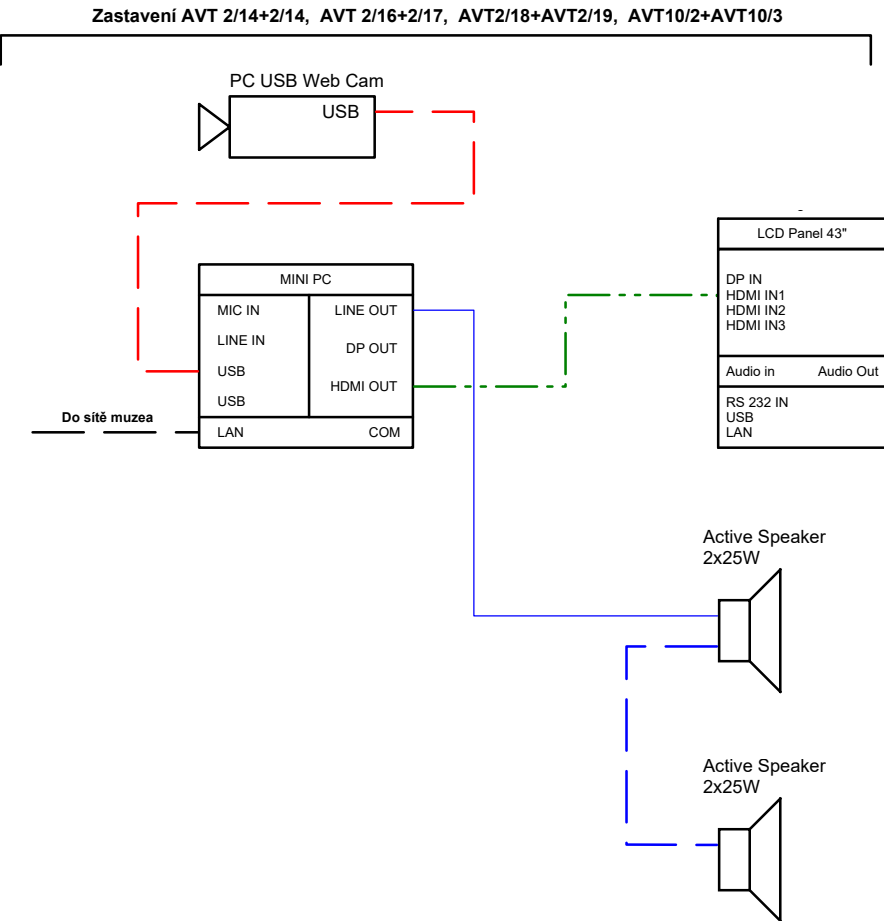 Zastavení AVT 2/14+2/14, AVT 2/16+2/17, AVT2/18+AVT2/19, AVT10/2+AVT10/3
PC USB Web Cam
USB
LCD Panel 43"
DP IN
HDMI IN1
HDMI IN2
HDMI IN3
Audio in Audio Out
RS 232 IN
USB
LAN
MINI PC
MIC IN LINE OUT
LINE IN DP OUT
USB HDMI OUT
USB
LAN COM
Do sítě muzea
Active Speaker
2x25W
Active Speaker
2x25W